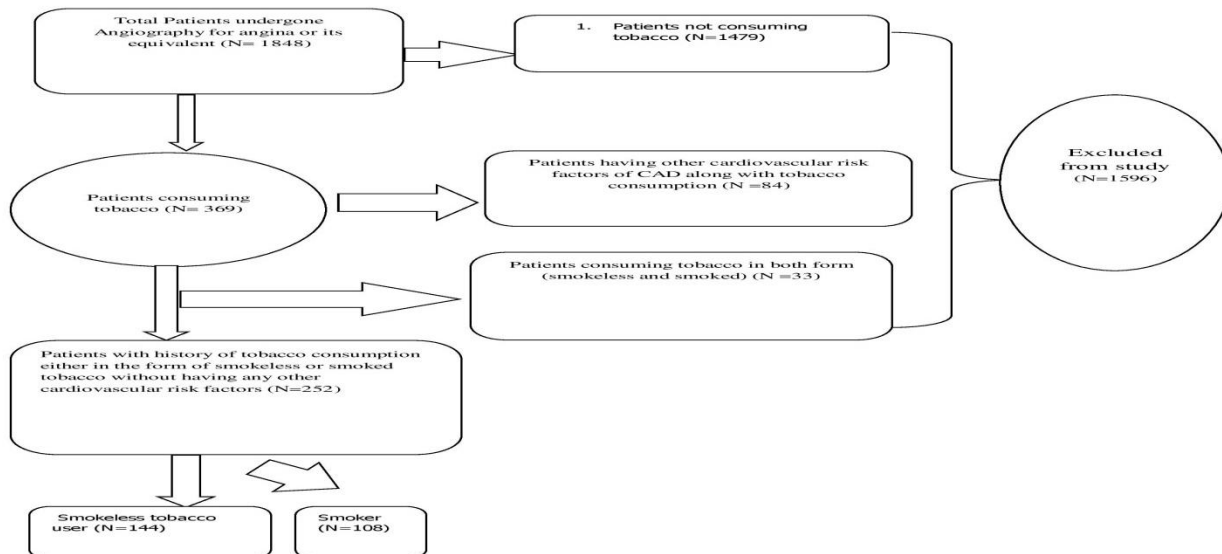 Total Patients undergone
Angiography for angina or its
equivalent (N= 1848)
1. Patients not consuming
tobacco (N=1479)
Excluded
from study
(N=1596)
Patients consuming
tobacco (N= 369)
Patients having other cardiovascular risk
factors of CAD along with tobacco
consumption (N =84)
Patients consuming tobacco in both form
(smokeless and smoked) (N =33)
Patients with history of tobacco consumption
either in the form of smokeless or smoked
tobacco without having any other
cardiovascular risk factors (N=252)
Smokeless tobacco
user (N=144)
Smoker
(N=108)